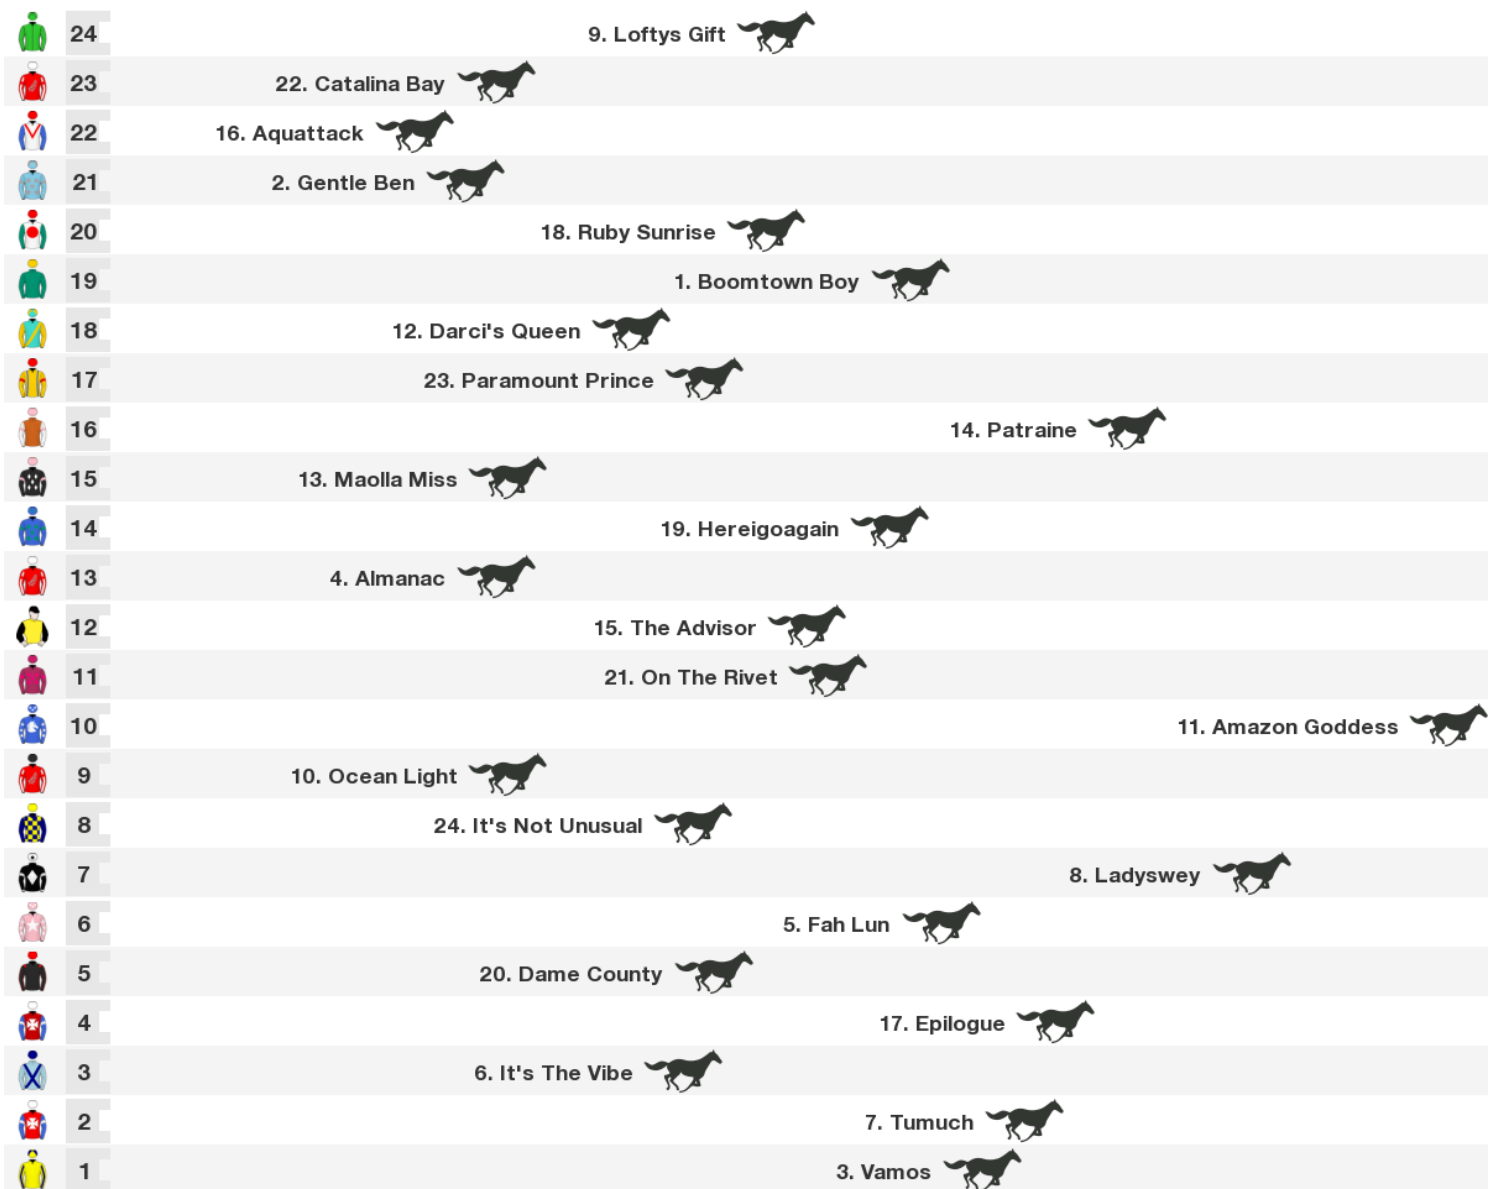 24 9. Loftys Gift
23 22. Catalina Bay
22 16. Aquattack
21 2. Gentle Ben
20 18. Ruby Sunrise
19 1. Boomtown Boy
18 12. Darci's Queen
17 23. Paramount Prince
16 14. Patraine
15 13. Maolla Miss
14 19. Hereigoagain
13 4. Almanac
12 15. The Advisor
11 21. On The Rivet
10 11. Amazon Goddess
9 10. Ocean Light
8 24. It's Not Unusual
7 8. Ladyswey
6 5. Fah Lun
5 20. Dame County
4 17. Epilogue
3 6. It's The Vibe
2 7. Tumuch
1 3. Vamos